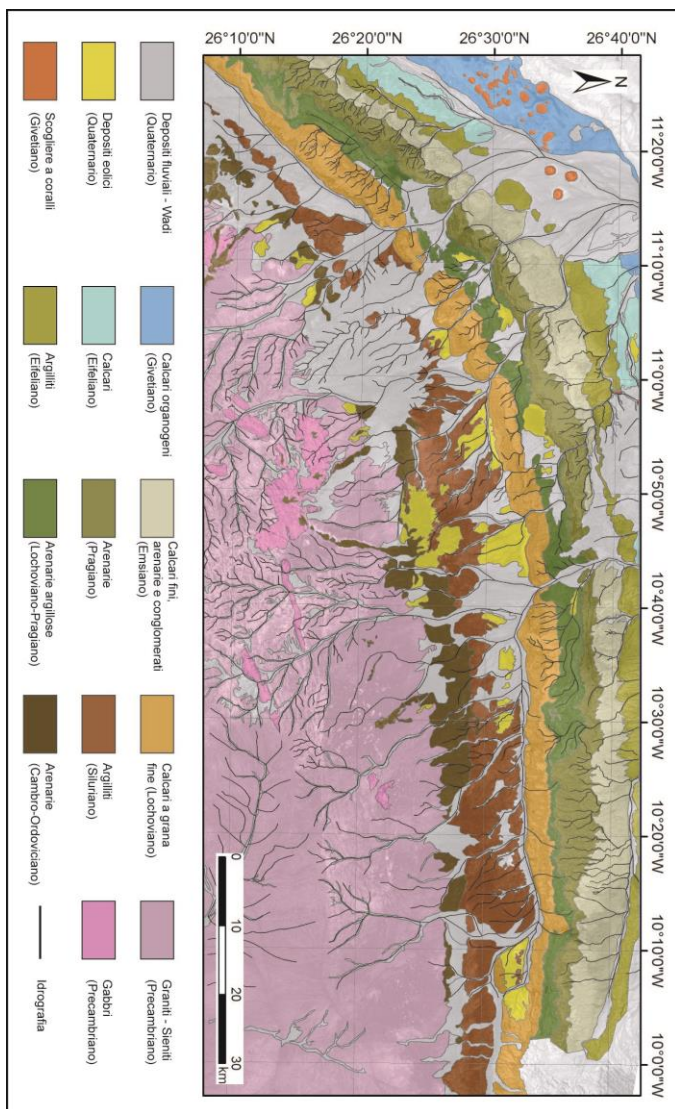 11°20'0"W
11°10'0"W
11°0'0"W
10°50'0"W
10°40'0"W
10°30'0"W
10°20'0"W
10°10'0"W
10°0'0"W
26°40'0"N
26°30'0"N
26°20'0"N
26°10'0"N
N
0 10 20 30
km
Depositi fluviali - Wadi
(Quaternario)
Calcari organogeni
(Givetiano)
Calcari fini,
arenarie e conglomerati
(Emsiano)
Calcari a grana
fine (Lochoviano)
Graniti - Sieniti
(Precambriano)
Depositi eolici
(Quaternario)
Calcari
(Eifeliano)
Arenarie
(Pragiano)
Argilliti
(Siluriano)
Gabbri
(Precambriano)
Scogliere a coralli
(Givetiano)
Argilliti
(Eifeliano)
Arenarie argillose
(Lochoviano-Pragiano)
Arenarie
(Cambro-Ordoviciano)
Idrografia